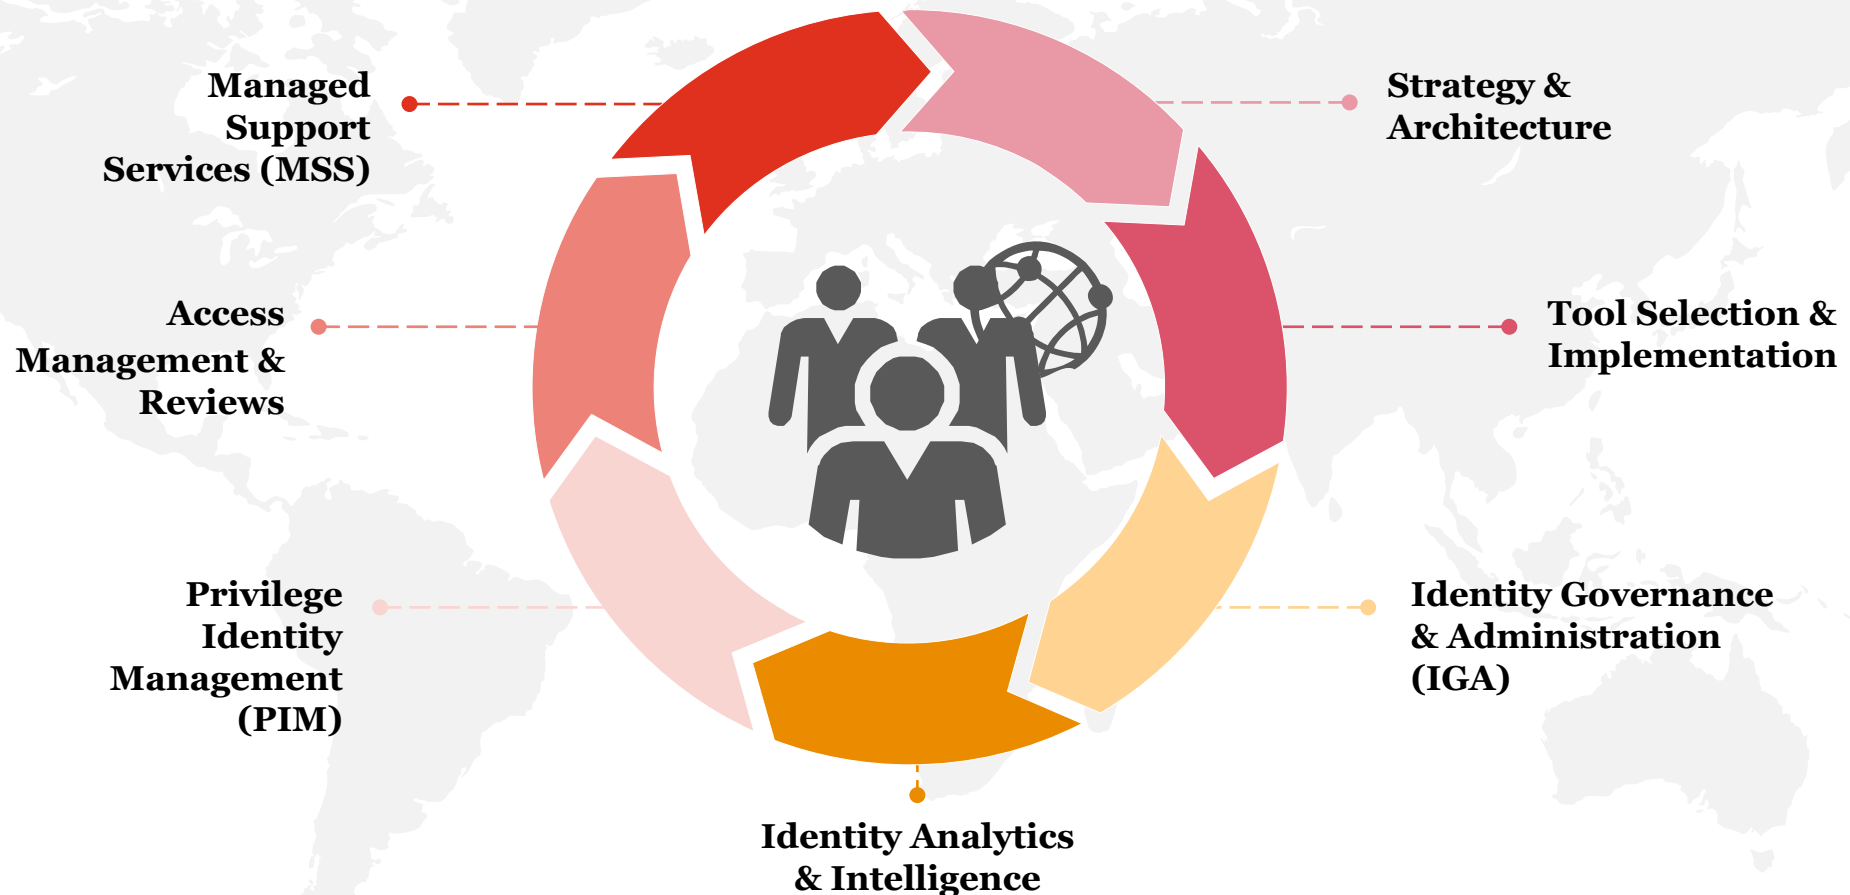 Managed
Support
Services (MSS)
Strategy &
Architecture
Access
Management &
Reviews
Tool Selection &
Implementation
Privilege
Identity
Management
(PIM)
Identity Governance
& Administration
(IGA)
Identity Analytics
& Intelligence